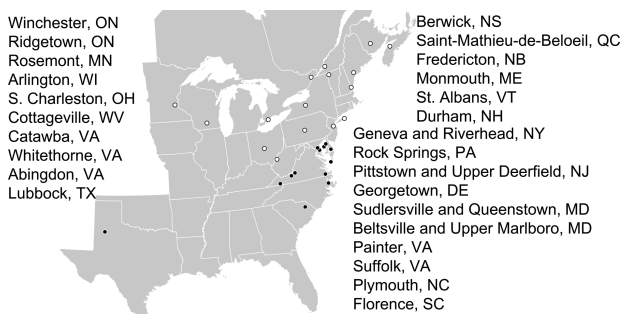 Winchester, ON
Ridgetown, ON
Rosemont, MN
Arlington, WI
S. Charleston, OH
Cottageville, WV
Catawba, VA
Whitethorne, VA
Abingdon, VA
Lubbock, TX
Berwick, NS
Saint-Mathieu-de-Beloeil, QC
Fredericton, NB
Monmouth, ME
St. Albans, VT
Durham, NH
Geneva and Riverhead, NY
Rock Springs, PA
Pittstown and Upper Deerfield, NJ
Georgetown, DE
Sudlersville and Queenstown, MD
Beltsville and Upper Marlboro, MD
Painter, VA
Suffolk, VA
Plymouth, NC
Florence, SC